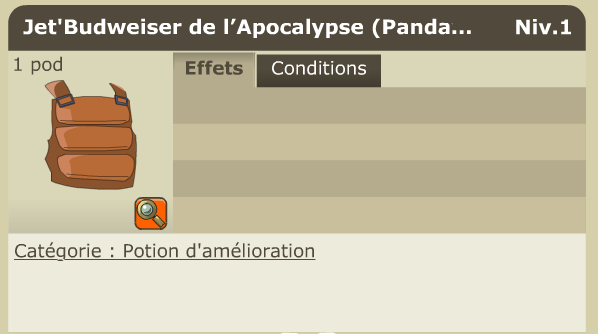 Jet'Budweiser de l’Apocalypse (Panda... Niv.1
1 pod
Effets Conditions
Catégorie : Potion d'amélioration